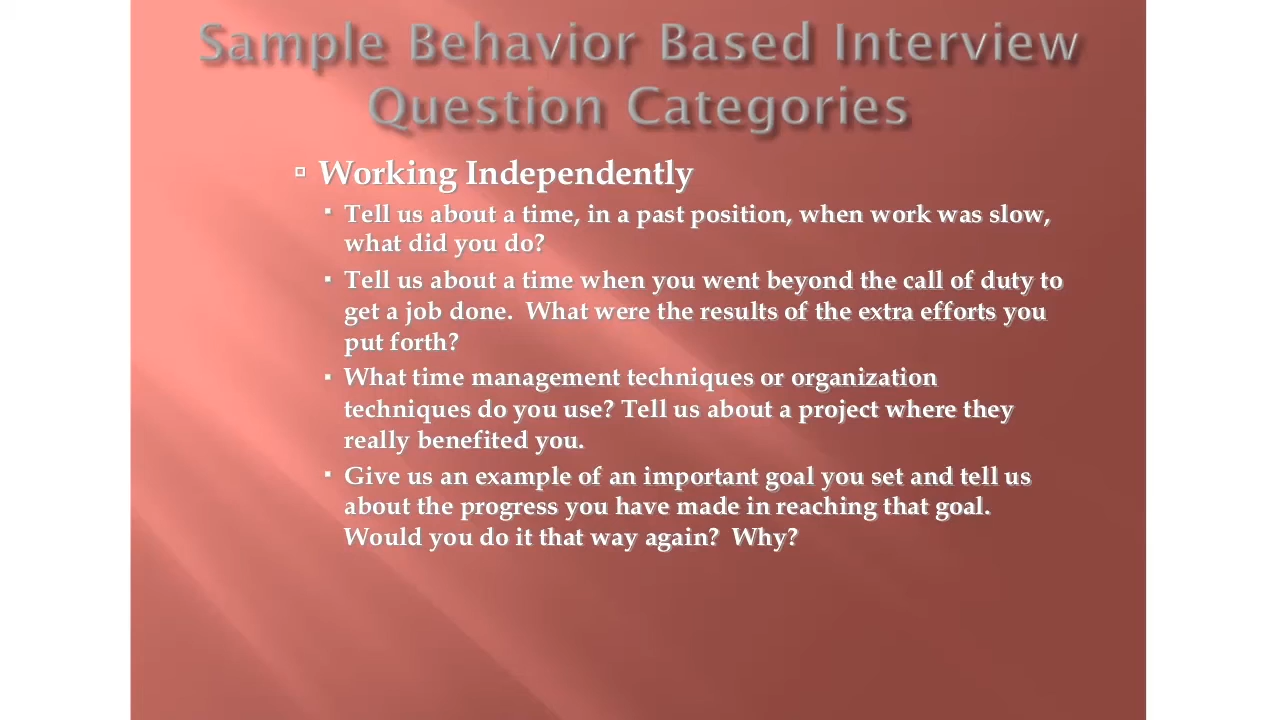 Sample Behavior Based Interview
Question Categories
Working Independently
Tell us about a time, in a past position, when work was slow,
what did you do?
Tell us about a time when you went beyond the call of duty to
get a job done.  What were the results of the extra efforts you
put forth?
What time management techniques or organization
techniques do you use? Tell us about a project where they
really benefited you.
Give us an example of an important goal you set and tell us
about the progress you have made in reaching that goal.
Would you do it that way again?  Why?